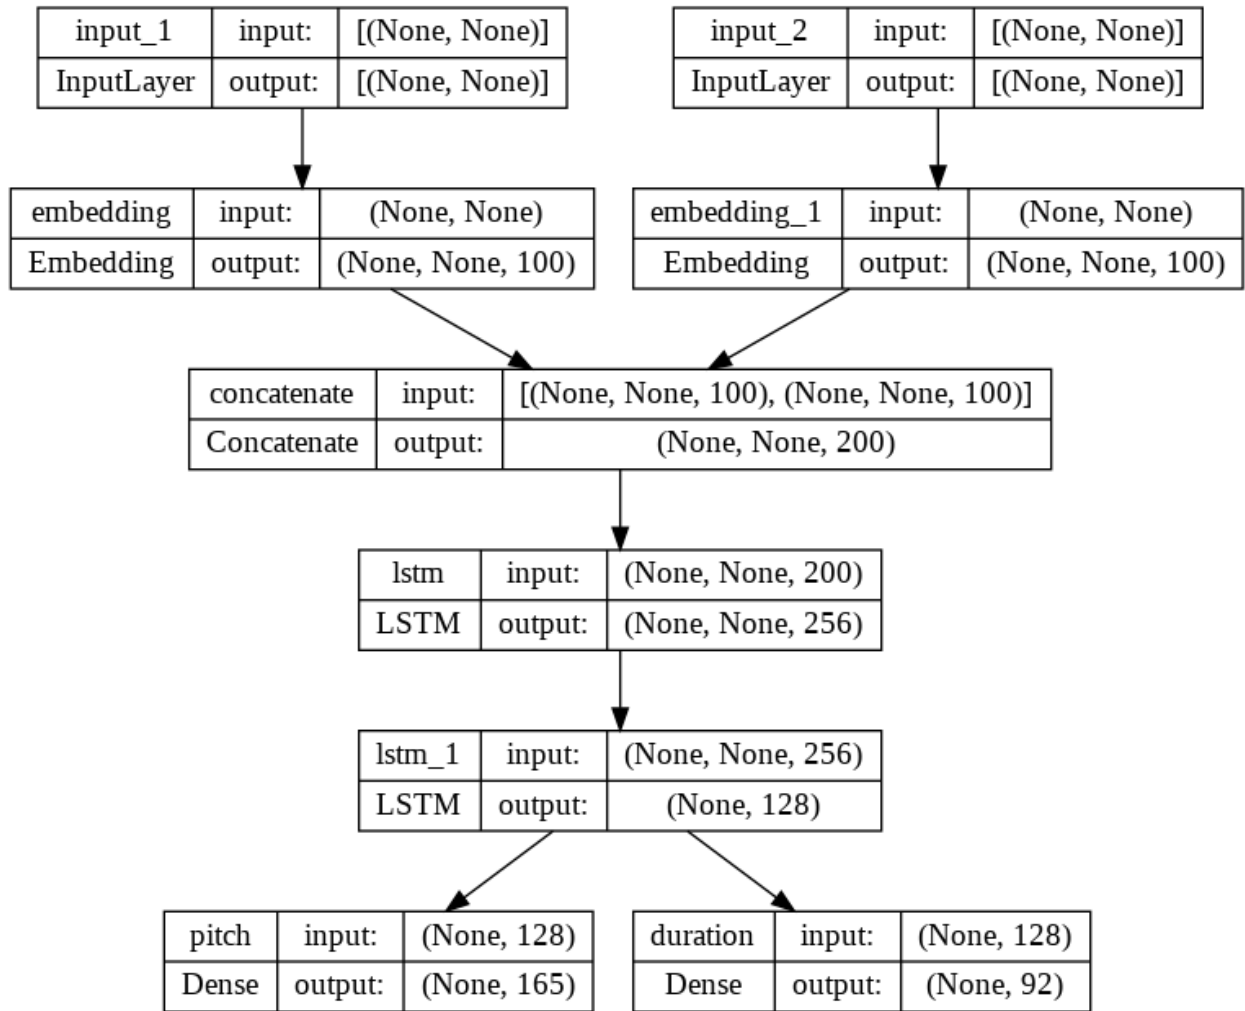 input_1 input: [(None, None)] input_2 input: [(None, None)]
InputLayer output: [(None, None)] InputLayer output: [(None, None)]
embedding input: (None, None) embedding_1 input: (None, None)
Embedding output: (None, None, 100) Embedding output: (None, None, 100)
concatenate input: [(None, None, 100), (None, None, 100)]
Concatenate output: (None, None, 200)
lstm input: (None, None, 200)
LSTM output: (None, None, 256)
lstm_1 input: (None, None, 256)
LSTM output: (None, 128)
pitch input: (None, 128) duration input: (None, 128)
Dense output: (None, 165) Dense output: (None, 92)